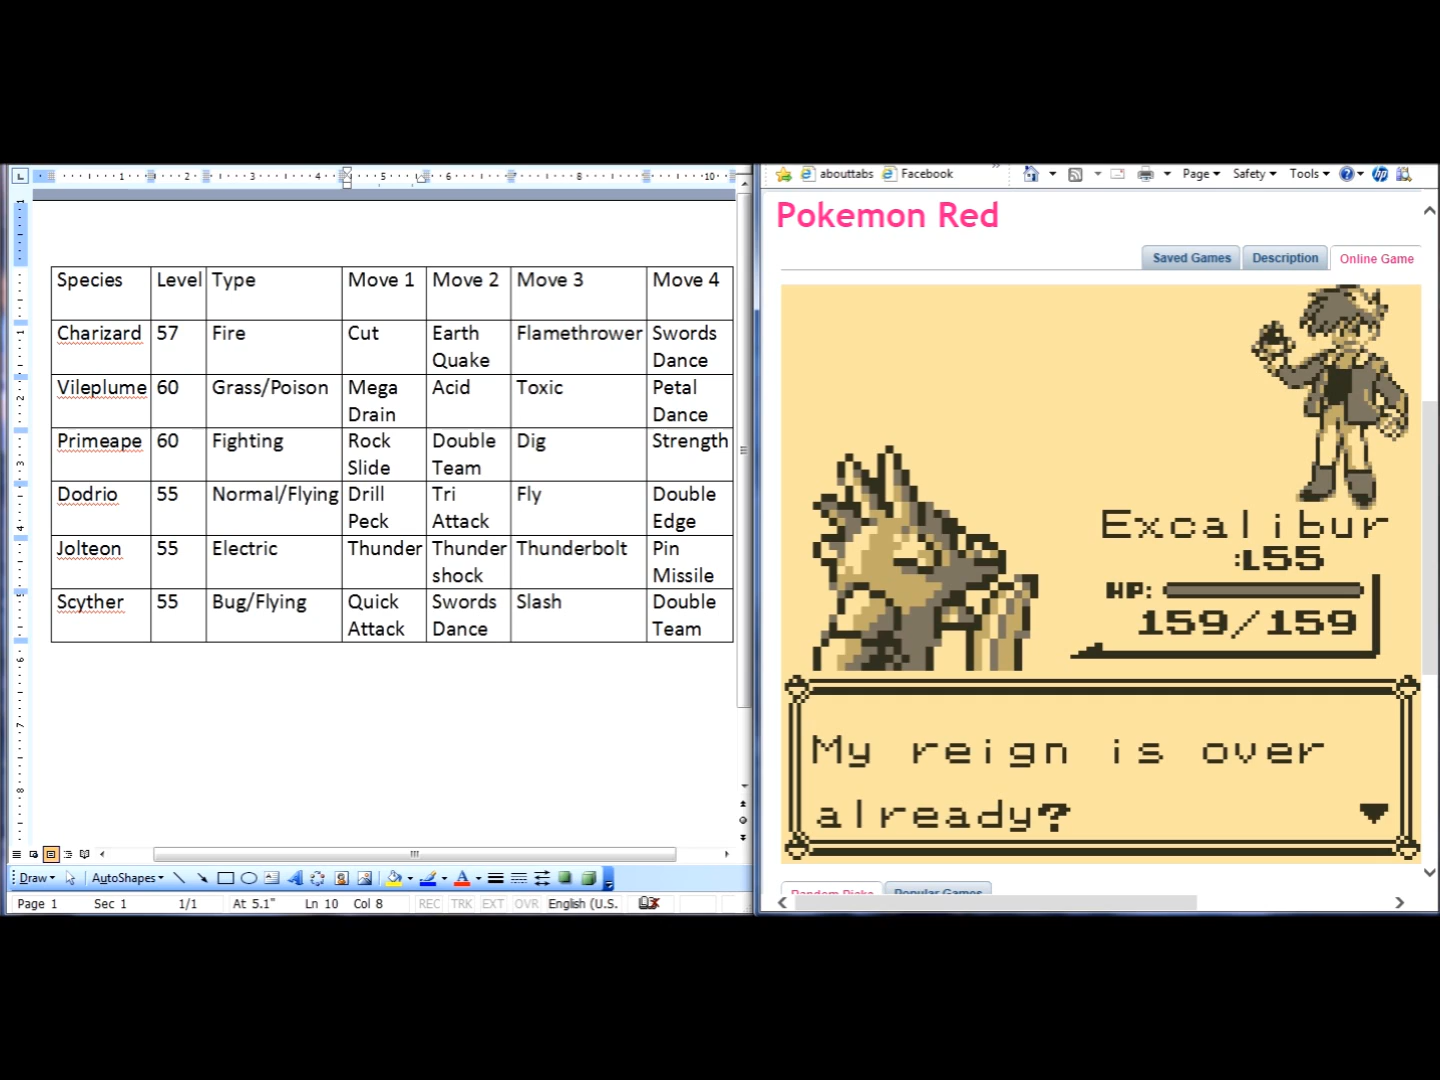 abouttabs Facebook Page Safety Tools
Pokemon Red
Saved Games Description Online Game
Species Level Type Move 1 Move 2 Move 3 Move 4
Charizard 57 Fire Cut Earth Quake Flamethrower Swords Dance
Vileplume 60 Grass/Poison Mega Drain Acid Toxic Petal Dance
Primeape 60 Fighting Rock Slide Double Team Dig Strength
Dodrio 55 Normal/Flying Drill Peck Tri Attack Fly Double Edge
Jolteon 55 Electric Thunder Thunder shock Thunderbolt Pin Missile
Scyther 55 Bug/Flying Quick Attack Swords Dance Slash Double Team
Excalibur
:L55
HP:
159/159
My reign is over
already?
Random Picks Popular Games
Draw AutoShapes
Page 1 Sec 1 1/1 At 5.1" Ln 10 Col 8 REC TRK EXT OVR English (U.S.